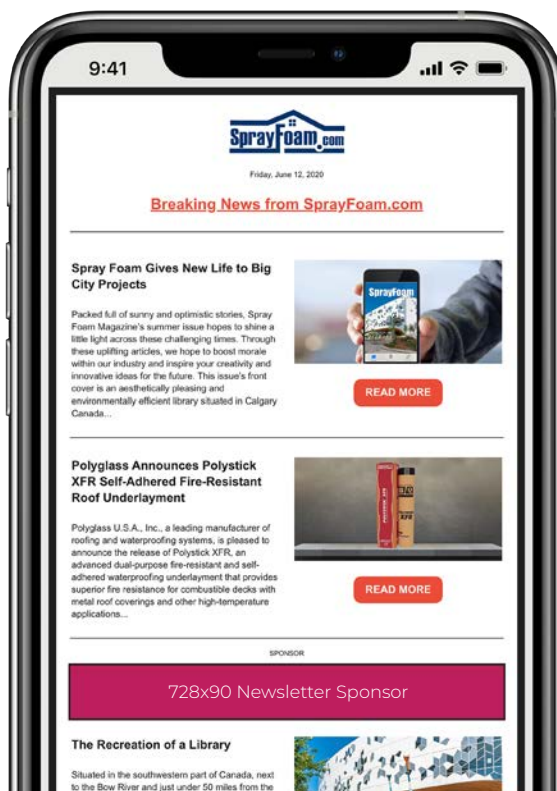 9:41
SprayFoam.com
Friday, June 12, 2020
Breaking News from SprayFoam.com
Spray Foam Gives New Life to Big
City Projects
Packed full of sunny and optimistic stories, Spray
Foam Magazine's summer issue hopes to shine a
little light across these challenging times. Through
these uplifting articles, we hope to boost morale
within our industry and inspire your creativity and
innovative ideas for the future. This issue's front
cover is an aesthetically pleasing and
environmentally efficient library situated in Calgary
Canada...
SprayFoam
READ MORE
Polyglass Announces Polystick
XFR Self-Adhered Fire-Resistant
Roof Underlayment
Polyglass U.S.A., Inc., a leading manufacturer of
roofing and waterproofing systems, is pleased to
announce the release of Polystick XFR, an
advanced dual-purpose fire-resistant and self-
adhered waterproofing underlayment that provides
superior fire resistance for combustible decks with
metal roof coverings and other high-temperature
applications...
XFR
READ MORE
SPONSOR
728x90 Newsletter Sponsor
The Recreation of a Library
Situated in the southwestern part of Canada, next
to the Bow River and just under 50 miles from the